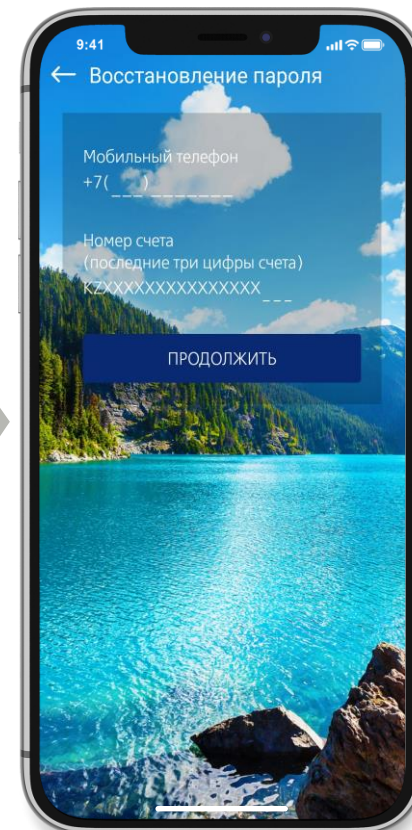 9:41
Восстановление пароля
Мобильный телефон
+7(___)_______
Номер счета
(последние три цифры счета)
KZXXXXXXXXXXXXXXX___
ПРОДОЛЖИТЬ